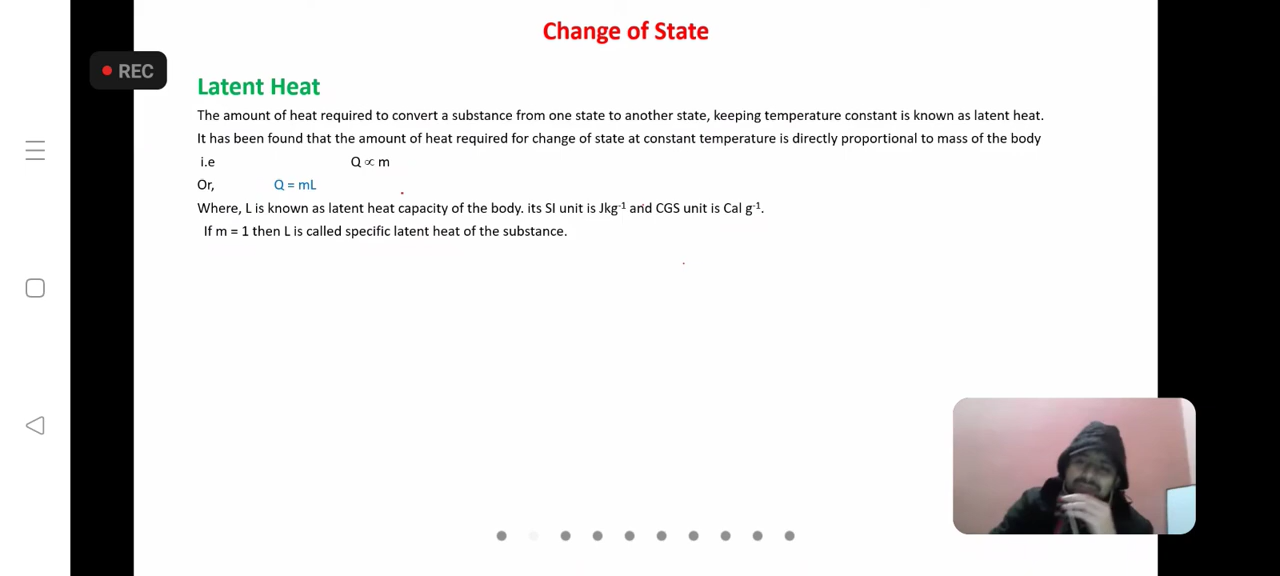 Change of State
REC
Latent Heat
The amount of heat required to convert a substance from one state to another state, keeping temperature constant is known as latent heat.
It has been found that the amount of heat required for change of state at constant temperature is directly proportional to mass of the body
i.e Q ∝ m
Or, Q = mL
Where, L is known as latent heat capacity of the body. its SI unit is Jkg⁻¹ and CGS unit is Cal g⁻¹.
If m = 1 then L is called specific latent heat of the substance.